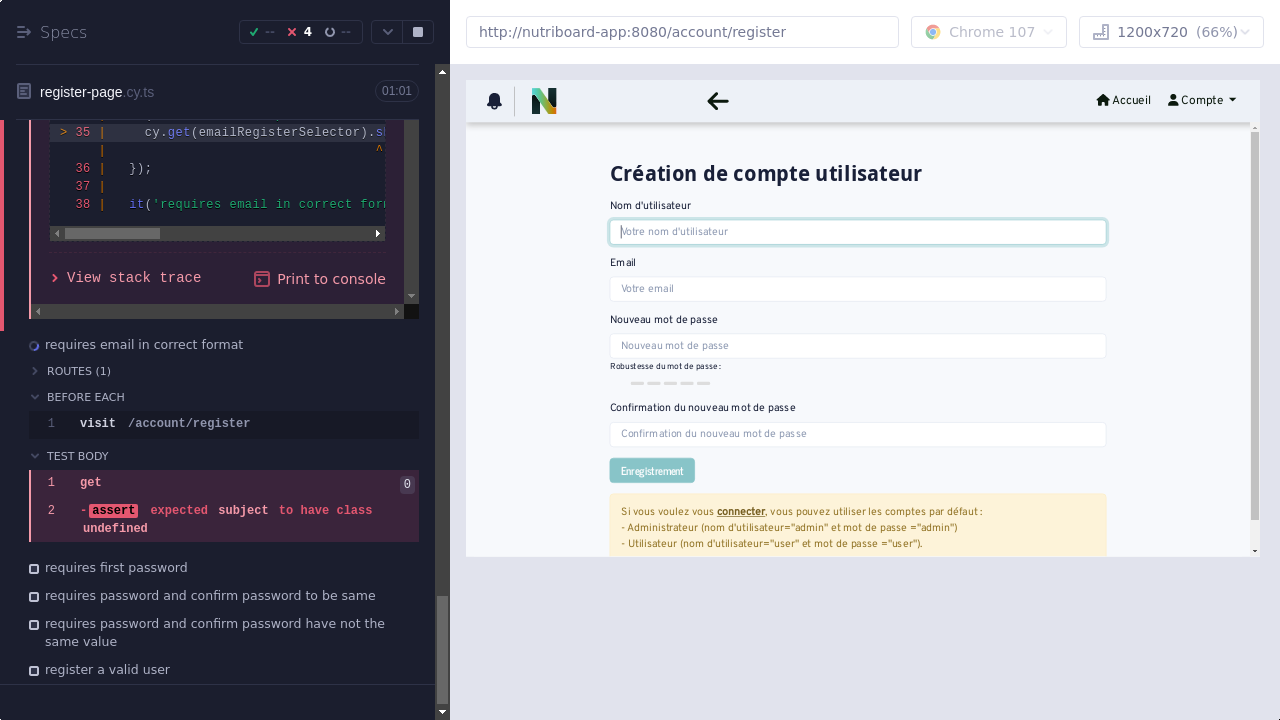 Specs
-- 4 --
http://nutriboard-app:8080/account/register
Chrome 107
1200x720 (66%)
register-page.cy.ts
01:01
> 35 | cy.get(emailRegisterSelector).s
| ^
36 | });
37 |
38 | it('requires email in correct for
View stack trace
Print to console
requires email in correct format
ROUTES (1)
BEFORE EACH
1 visit /account/register
TEST BODY
1 get 0
2 -assert expected subject to have class
undefined
requires first password
requires password and confirm password to be same
requires password and confirm password have not the
same value
register a valid user
N
Accueil
Compte
Création de compte utilisateur
Nom d'utilisateur
Votre nom d'utilisateur
Email
Votre email
Nouveau mot de passe
Nouveau mot de passe
Robustesse du mot de passe :
Confirmation du nouveau mot de passe
Confirmation du nouveau mot de passe
Enregistrement
Si vous voulez vous connecter, vous pouvez utiliser les comptes par défaut :
- Administrateur (nom d'utilisateur="admin" et mot de passe ="admin")
- Utilisateur (nom d'utilisateur="user" et mot de passe ="user").